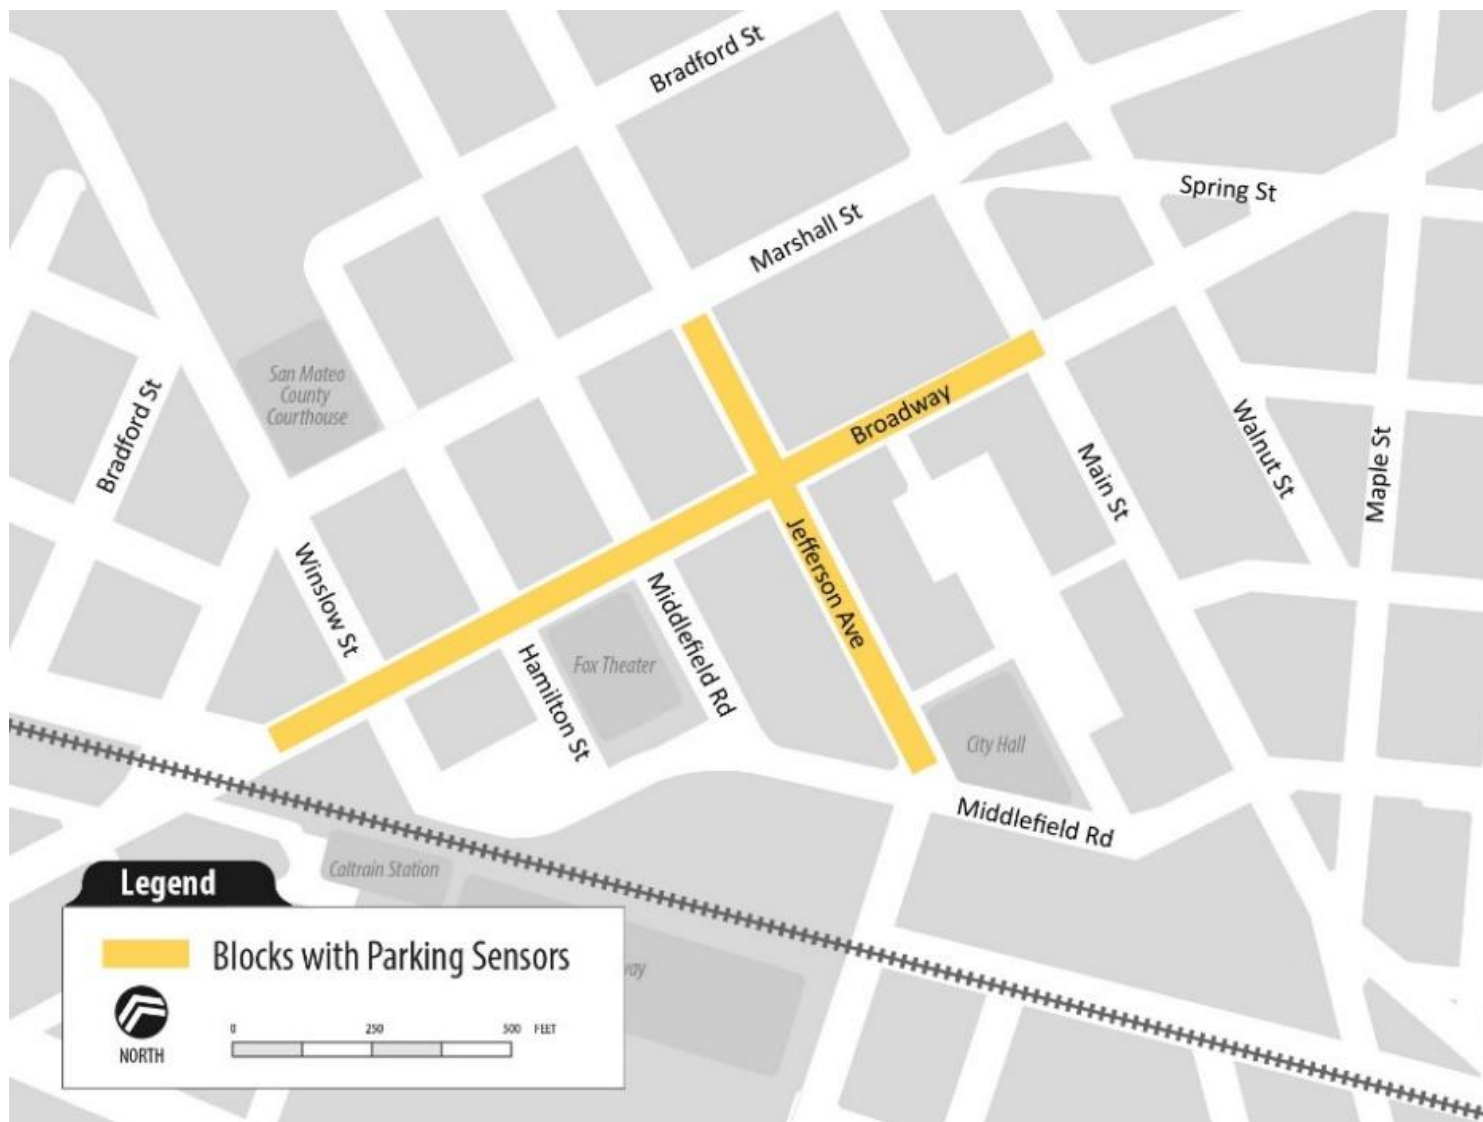 Bradford St
Spring St
Marshall St
San Mateo
County
Courthouse
Bradford St
Broadway
Walnut St
Main St
Maple St
Jefferson Ave
Winslow St
Middlefield Rd
Hamilton St
Fox Theater
City Hall
Middlefield Rd
Caltrain Station
Legend
Blocks with Parking Sensors
NORTH
0 250 500 FEET